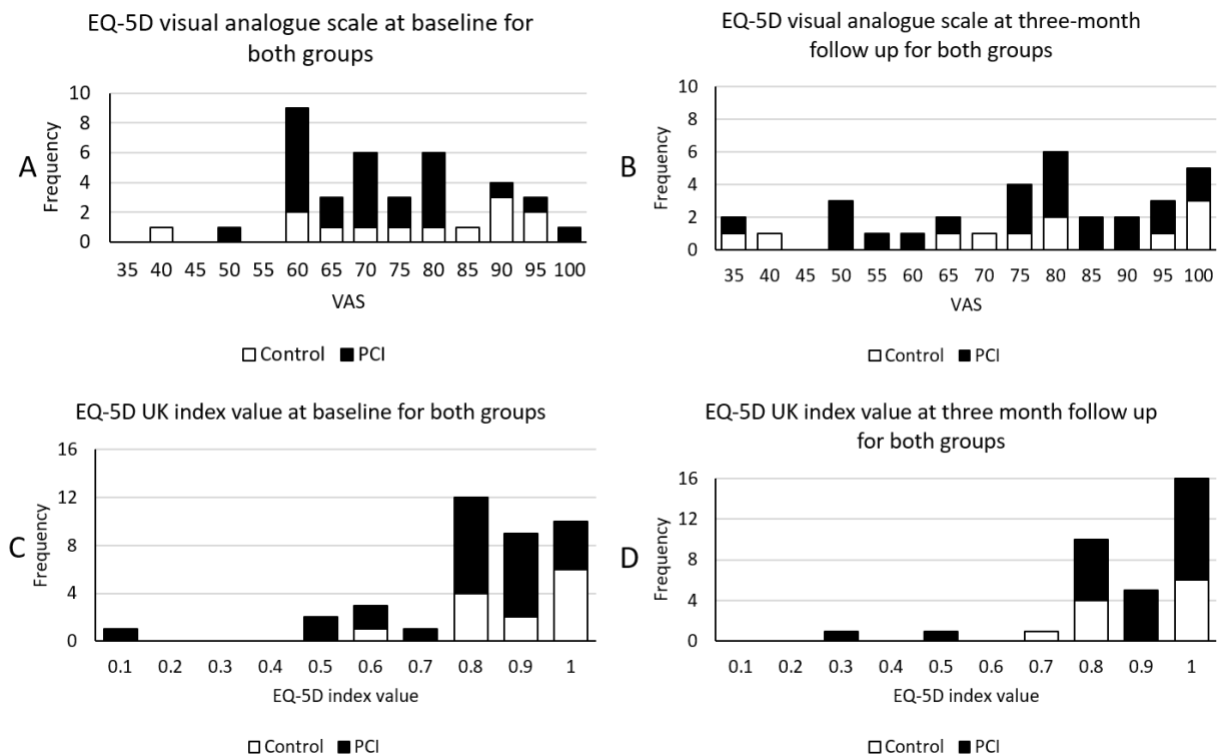 EQ-5D visual analogue scale at baseline for
both groups
10
8
6
4
2
0
Frequency
A
35 40 45 50 55 60 65 70 75 80 85 90 95 100
VAS
Control PCI
EQ-5D visual analogue scale at three-month
follow up for both groups
10
8
6
4
2
0
Frequency
B
35 40 45 50 55 60 65 70 75 80 85 90 95 100
VAS
Control PCI
EQ-5D UK index value at baseline for both groups
16
12
8
4
0
Frequency
C
0.1 0.2 0.3 0.4 0.5 0.6 0.7 0.8 0.9 1
EQ-5D index value
Control PCI
EQ-5D UK index value at three month follow up
for both groups
16
12
8
4
0
Frequency
D
0.1 0.2 0.3 0.4 0.5 0.6 0.7 0.8 0.9 1
EQ-5D index value
Control PCI